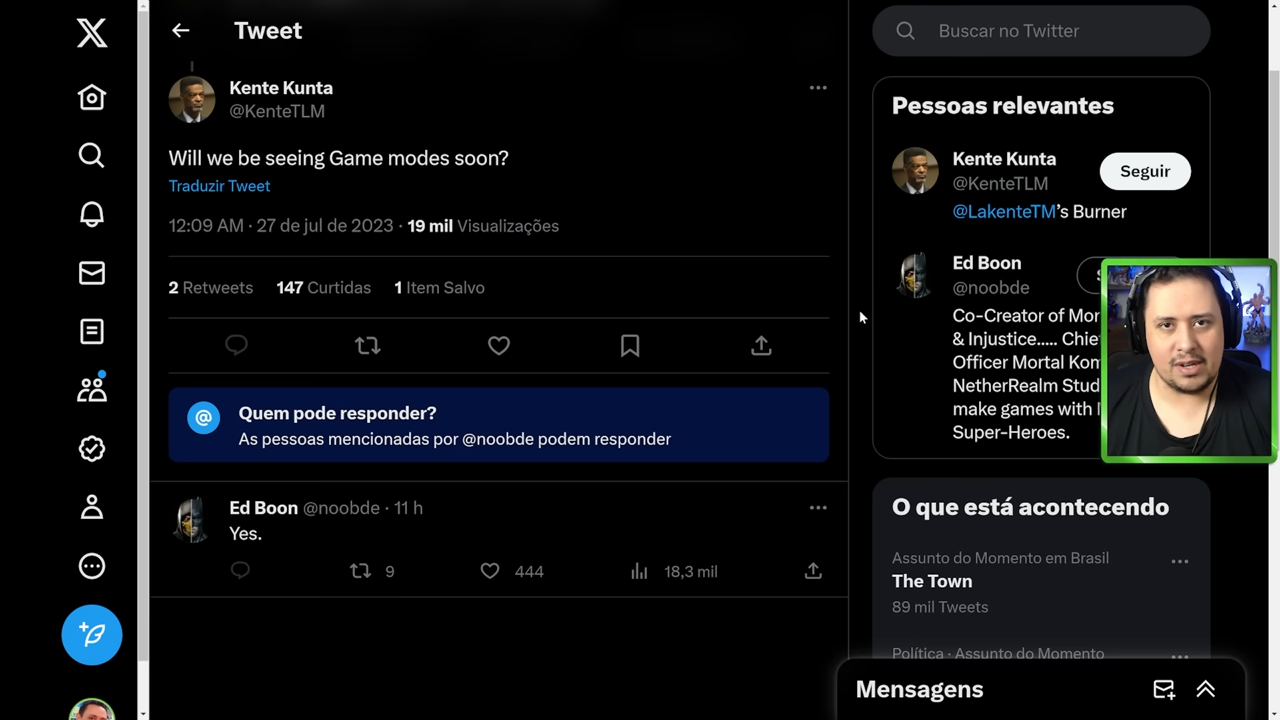 Tweet
Kente Kunta
@KenteTLM
Will we be seeing Game modes soon?
Traduzir Tweet
12:09 AM · 27 de jul de 2023 · 19 mil Visualizações
2 Retweets 147 Curtidas 1 Item Salvo
Quem pode responder?
As pessoas mencionadas por @noobde podem responder
Ed Boon @noobde · 11 h
Yes.
9 444 18,3 mil
Buscar no Twitter
Pessoas relevantes
Kente Kunta
@KenteTLM
Seguir
@LakenteTM's Burner
Ed Boon
@noobde
Co-Creator of Mor
& Injustice..... Chie
Officer Mortal Kom
NetherRealm Stud
make games with
Super-Heroes.
O que está acontecendo
Assunto do Momento em Brasil
The Town
89 mil Tweets
Política · Assunto do Momento
Mensagens